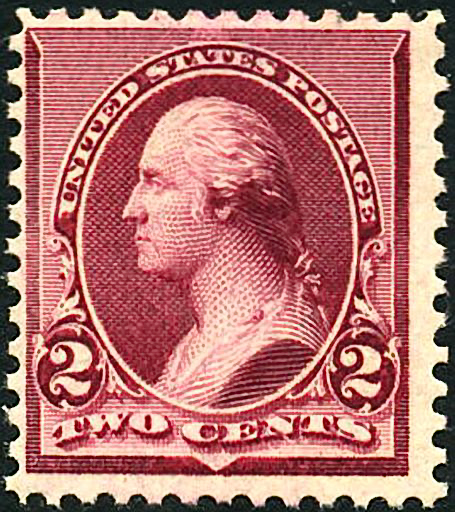 UNITED STATES POSTAGE
2 2
TWO CENTS